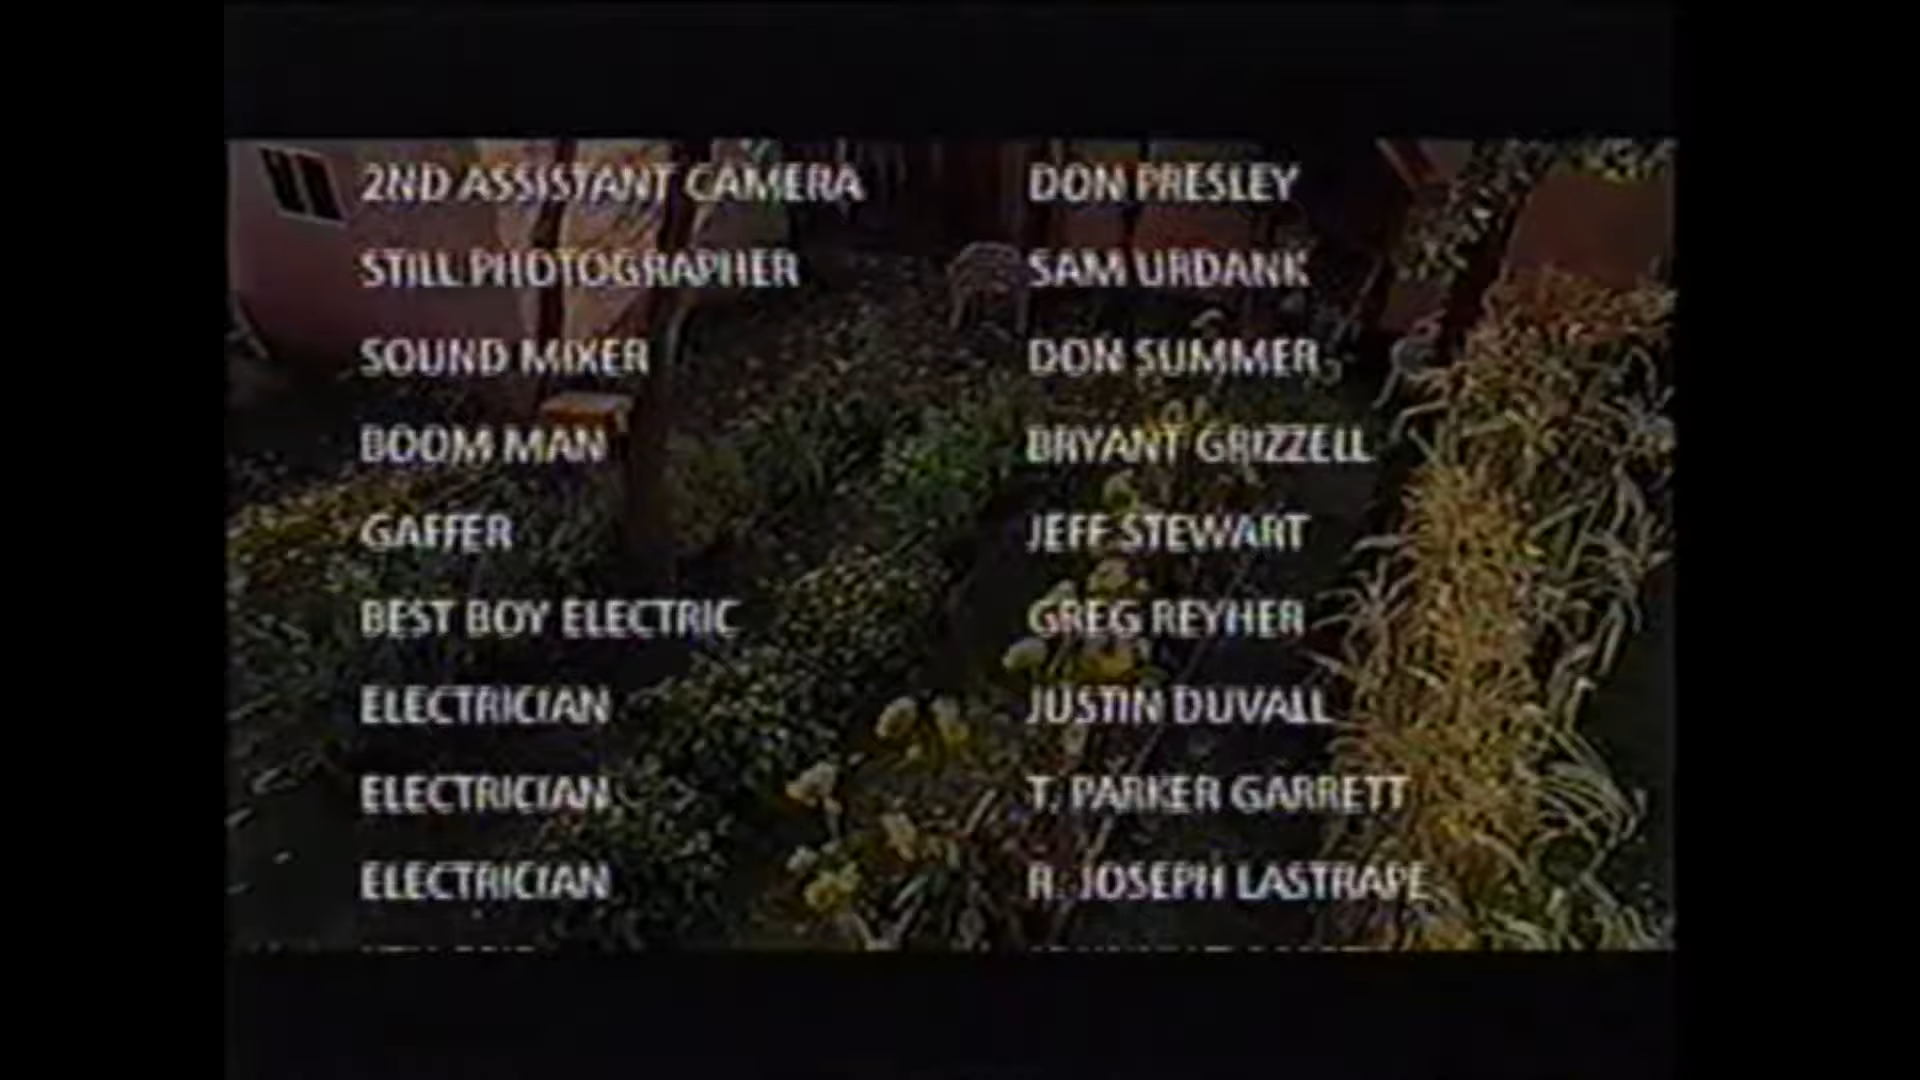 2ND ASSISTANT CAMERA DON PRESLEY
STILL PHOTOGRAPHER SAM URDANK
SOUND MIXER DON SUMMER
BOOM MAN BRYANT GRIZZELL
GAFFER JEFF STEWART
BEST BOY ELECTRIC GREG REYHER
ELECTRICIAN JUSTIN DUVALL
ELECTRICIAN T. PARKER GARRETT
ELECTRICIAN R. JOSEPH LASTRAPE